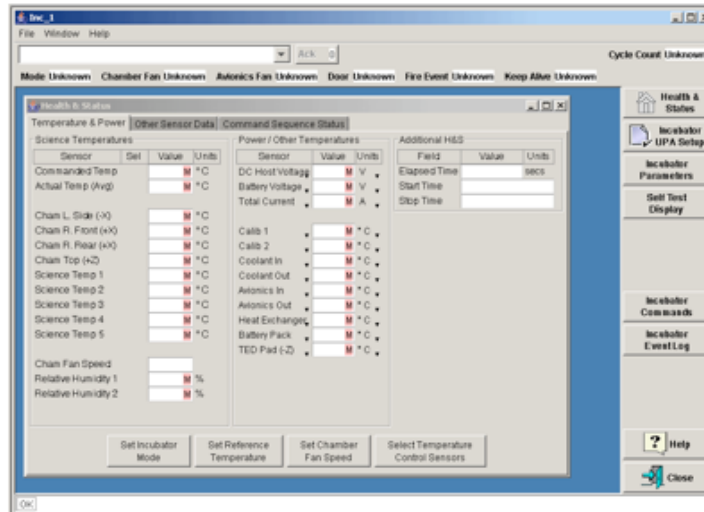 Inc_1
File Window Help
Ack
Cycle Count Unknown
Mode Unknown Chamber Fan Unknown Avionics Fan Unknown Door Unknown Fire Event Unknown Keep Alive Unknown
Health & Status
Temperature & Power Other Sensor Data Command Sequence Status
Science Temperatures
Sensor Sel Value Units
Commanded Temp M °C
Actual Temp (Avg) M °C
Cham L. Side (-X) M °C
Cham R. Front (+X) M °C
Cham R. Rear (+X) M °C
Cham Top (+Z) M °C
Science Temp 1 M °C
Science Temp 2 M °C
Science Temp 3 M °C
Science Temp 4 M °C
Science Temp 5 M °C
Cham Fan Speed
Relative Humidity 1 M %
Relative Humidity 2 M %
Power / Other Temperatures
Sensor Value Units
DC Host Voltage M V
Battery Voltage M V
Total Current M A
Calib 1 M °C
Calib 2 M °C
Coolant In M °C
Coolant Out M °C
Avionics In M °C
Avionics Out M °C
Heat Exchanger M °C
Battery Pack M °C
TED Pad (-Z) M °C
Additional H&S
Field Value Units
Elapsed Time secs
Start Time
Stop Time
Set Incubator
Mode
Set Reference
Temperature
Set Chamber
Fan Speed
Select Temperature
Control Sensors
Health &
Status
Incubator
UPA Setup
Incubator
Parameters
Self Test
Display
Incubator
Commands
Incubator
Event Log
? Help
Close
OK